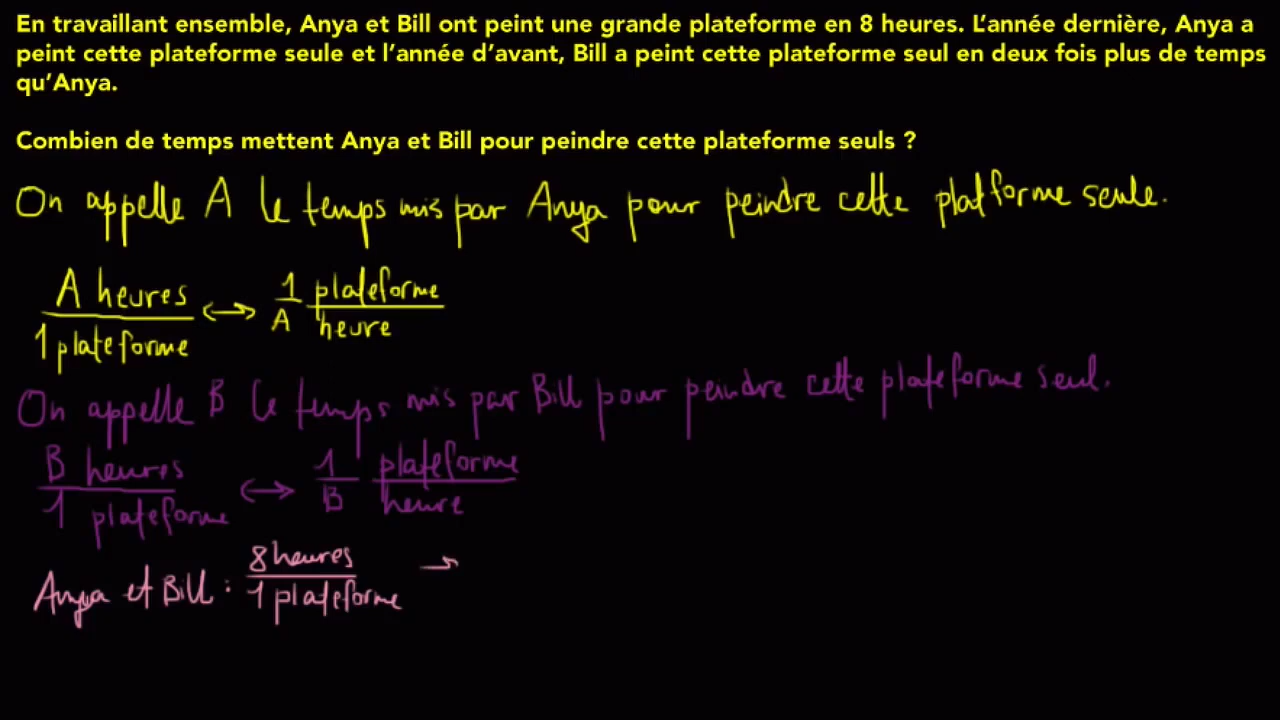 En travaillant ensemble, Anya et Bill ont peint une grande plateforme en 8 heures. L’année dernière, Anya a
peint cette plateforme seule et l’année d’avant, Bill a peint cette plateforme seul en deux fois plus de temps
qu’Anya.
Combien de temps mettent Anya et Bill pour peindre cette plateforme seuls ?
On appelle A le temps mis par Anya pour peindre cette platforme seule.
A heures / 1 plateforme ↔ 1/A plateforme / heure
On appelle B le temps mis par Bill pour peindre cette plateforme seul.
B heures / 1 plateforme ↔ 1/B plateforme / heure
Anya et Bill : 8 heures / 1 plateforme →